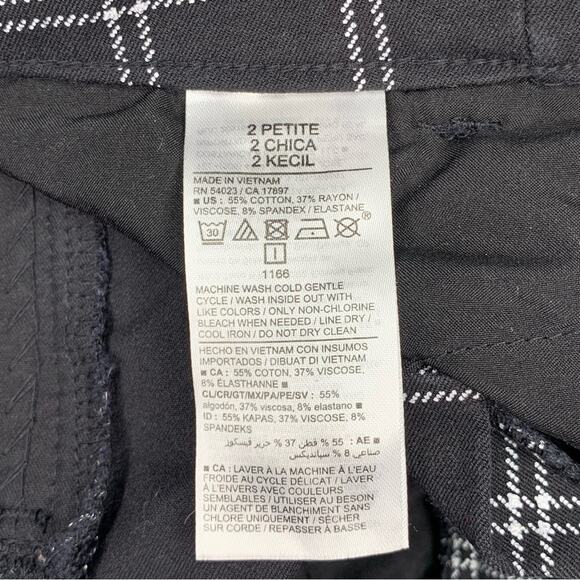 2 PETITE
2 CHICA
2 KECIL
MADE IN VIETNAM
RN 54023 / CA 17897
■ US : 55% COTTON, 37% RAYON /
VISCOSE, 8% SPANDEX / ELASTANE
30 ®
1166
MACHINE WASH COLD GENTLE
CYCLE / WASH INSIDE OUT WITH
LIKE COLORS / ONLY NON-CHLORINE
BLEACH WHEN NEEDED / LINE DRY /
COOL IRON / DO NOT DRY CLEAN
HECHO EN VIETNAM CON INSUMOS
IMPORTADOS / DIBUAT DI VIETNAM
■ CA : 55% COTON, 37% VISCOSE,
8% ÉLASTHANNE ■
CL/CR/GT/MX/PA/PE/SV : 55%
algodón, 37% viscosa, 8% elastano ■
ID : 55% KAPAS, 37% VISCOSE, 8%
SPANDEKS
■ AE : 55 % قطن 37 % حرير فيسكوز
صناعي 8 % سپانديكس
■ CA : LAVER À LA MACHINE À L'EAU
FROIDE AU CYCLE DÉLICAT / LAVER
À L'ENVERS AVEC COULEURS
SEMBLABLES / UTILISER AU BESOIN
UN AGENT DE BLANCHIMENT SANS
CHLORE UNIQUEMENT / SÉCHER
SUR CORDE / REPASSER À BASSE